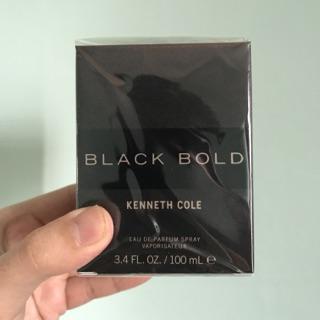 BLACK BOLD
KENNETH COLE
EAU DE PARFUM SPRAY
VAPORISATEUR
3.4 FL. OZ. / 100 mL ℮